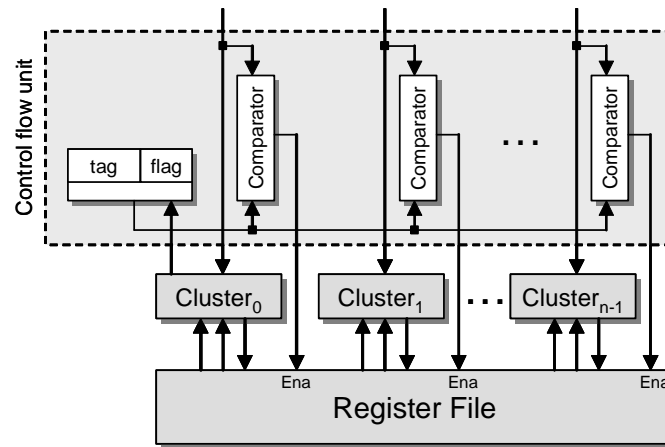 Control flow unit
tag flag
Comparator
Comparator
...
Comparator
Cluster0
Cluster1
...
Clustern-1
Ena
Ena
Ena
Register File